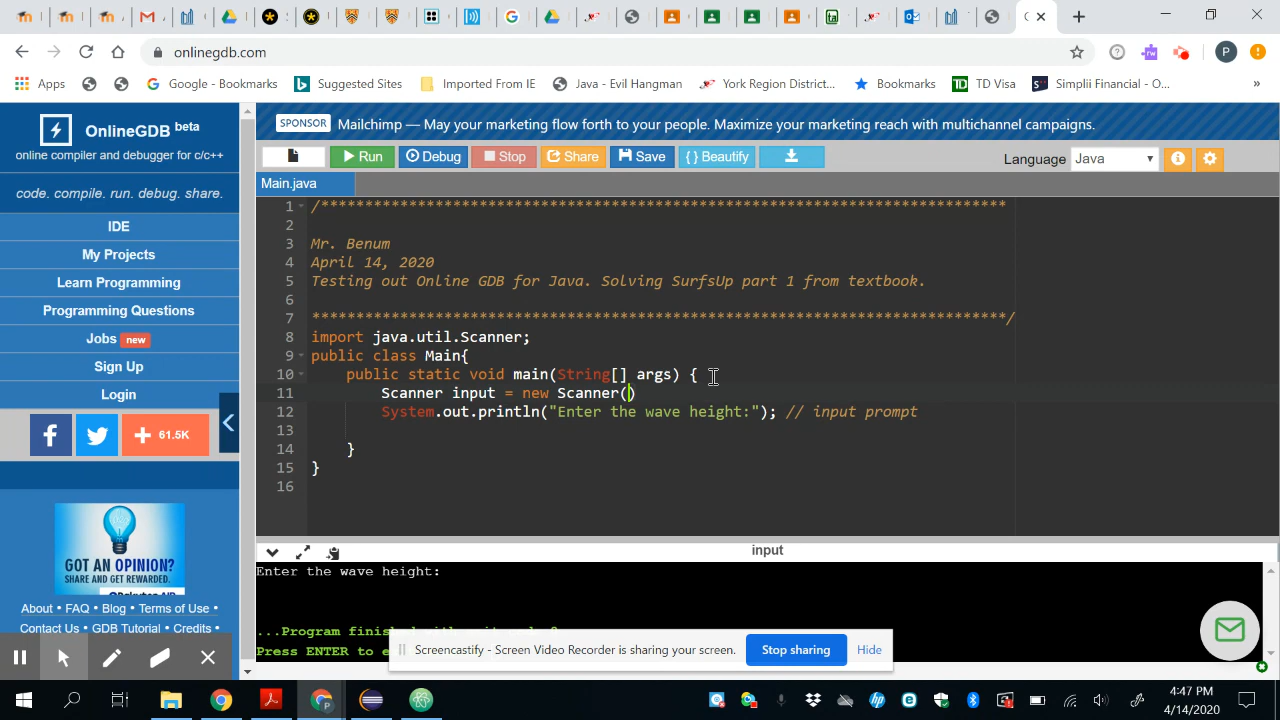 onlinegdb.com
P
Apps
Google - Bookmarks
Suggested Sites
Imported From IE
Java - Evil Hangman
York Region District...
Bookmarks
TD Visa
Simplii Financial - O...
»
OnlineGDB beta
online compiler and debugger for c/c++
code. compile. run. debug. share.
IDE
My Projects
Learn Programming
Programming Questions
Jobs new
Sign Up
Login
61.5K
GOT AN OPINION?
SHARE AND GET REWARDED.
About • FAQ • Blog • Terms of Use •
Contact Us • GDB Tutorial • Credits •
SPONSOR Mailchimp — May your marketing flow forth to your people. Maximize your marketing reach with multichannel campaigns.
Run Debug Stop Share Save { } Beautify Language Java
Main.java
1 /******************************************************************************
2
3 Mr. Benum
4 April 14, 2020
5 Testing out Online GDB for Java. Solving SurfsUp part 1 from textbook.
6
7 *******************************************************************************/
8 import java.util.Scanner;
9 public class Main{
10 public static void main(String[] args) {
11 Scanner input = new Scanner()
12 System.out.println("Enter the wave height:"); // input prompt
13
14 }
15 }
16
input
Enter the wave height:
...Program finished with exit code 0
Press ENTER to e
Screencastify - Screen Video Recorder is sharing your screen. Stop sharing Hide
4:47 PM
4/14/2020